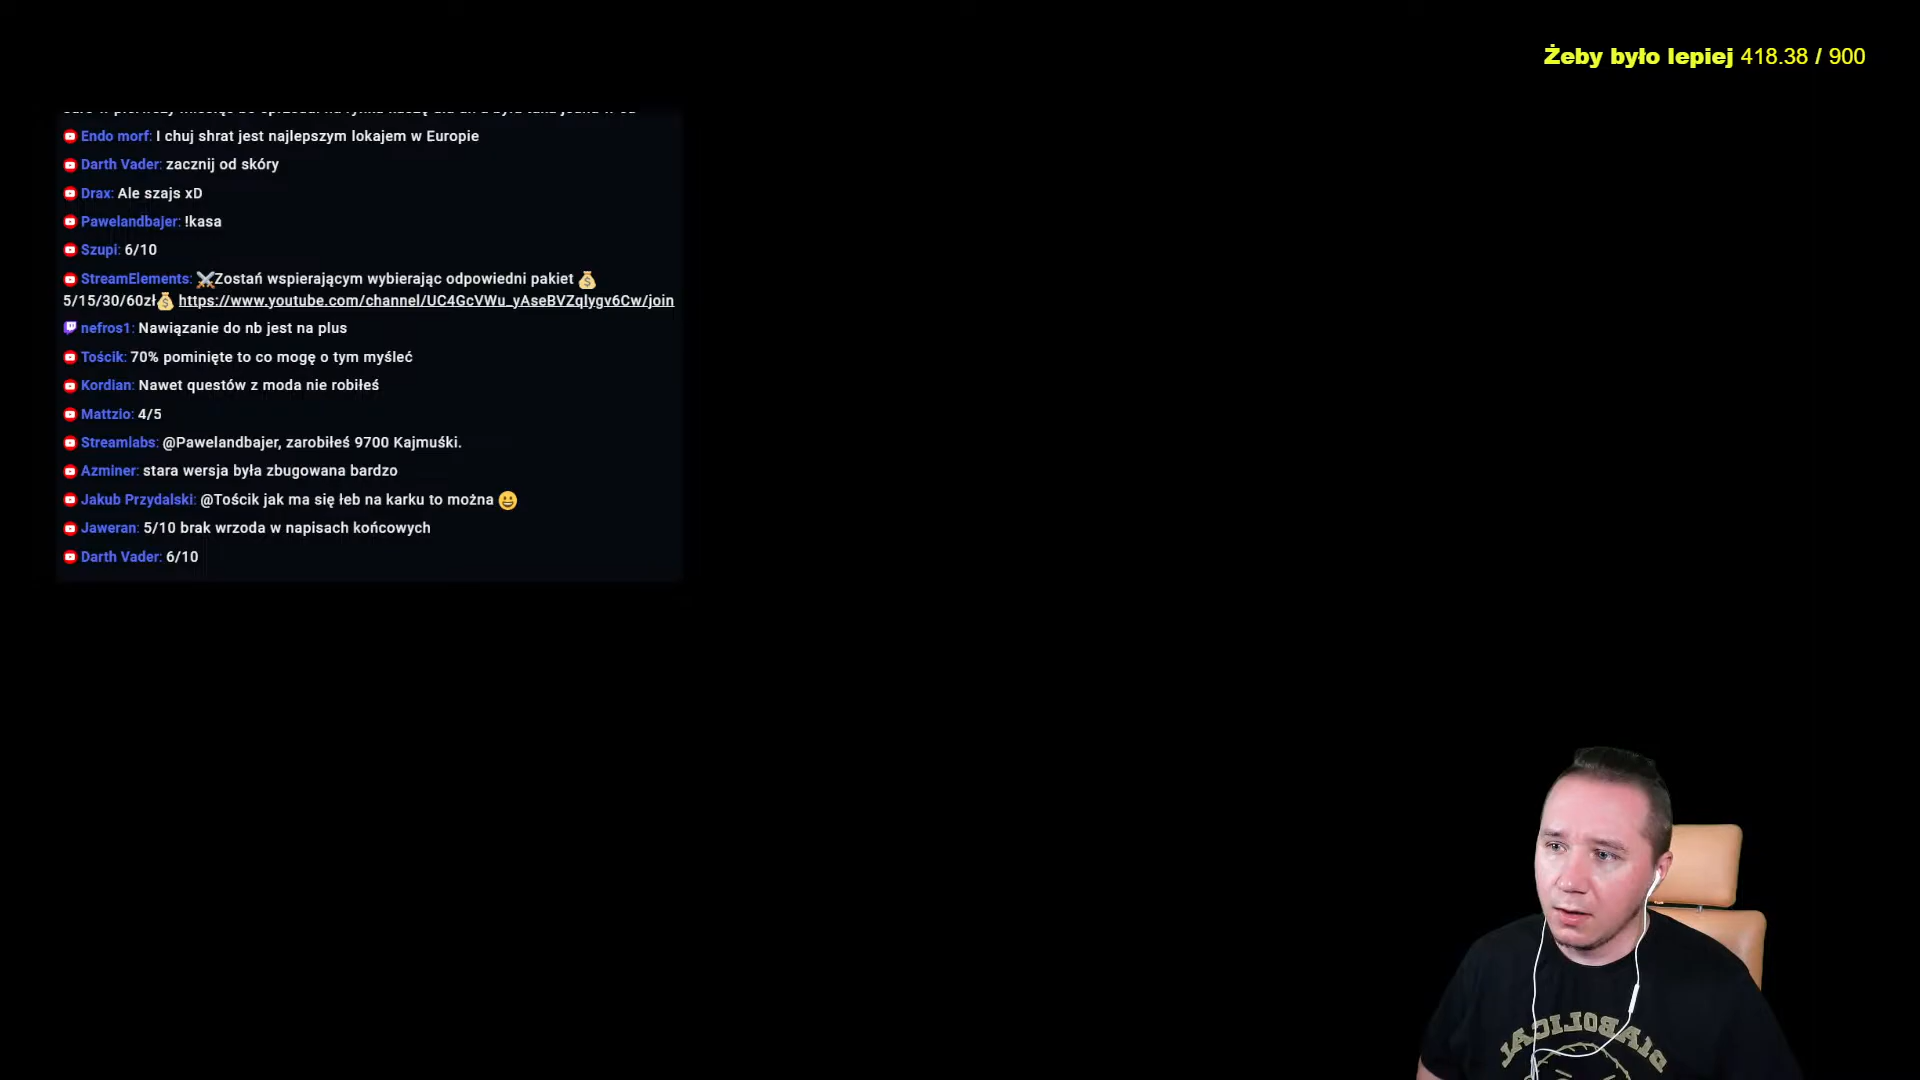 Żeby było lepiej 418.38 / 900
Endo morf: I chuj shrat jest najlepszym lokajem w Europie
Darth Vader: zacznij od skóry
Drax: Ale szajs xD
Pawelandbajer: !kasa
Szupi: 6/10
StreamElements: ⚔️Zostań wspierającym wybierając odpowiedni pakiet 💰
5/15/30/60zł💰 https://www.youtube.com/channel/UC4GcVWu_yAseBVZqlygv6Cw/join
nefros1: Nawiązanie do nb jest na plus
Tościk: 70% pominięte to co mogę o tym myśleć
Kordian: Nawet questów z moda nie robiłeś
Mattzio: 4/5
Streamlabs: @Pawelandbajer, zarobiłeś 9700 Kajmuśki.
Azminer: stara wersja była zbugowana bardzo
Jakub Przydalski: @Tościk jak ma się łeb na karku to można 😀
Jaweran: 5/10 brak wrzoda w napisach końcowych
Darth Vader: 6/10
DIABOLICAL